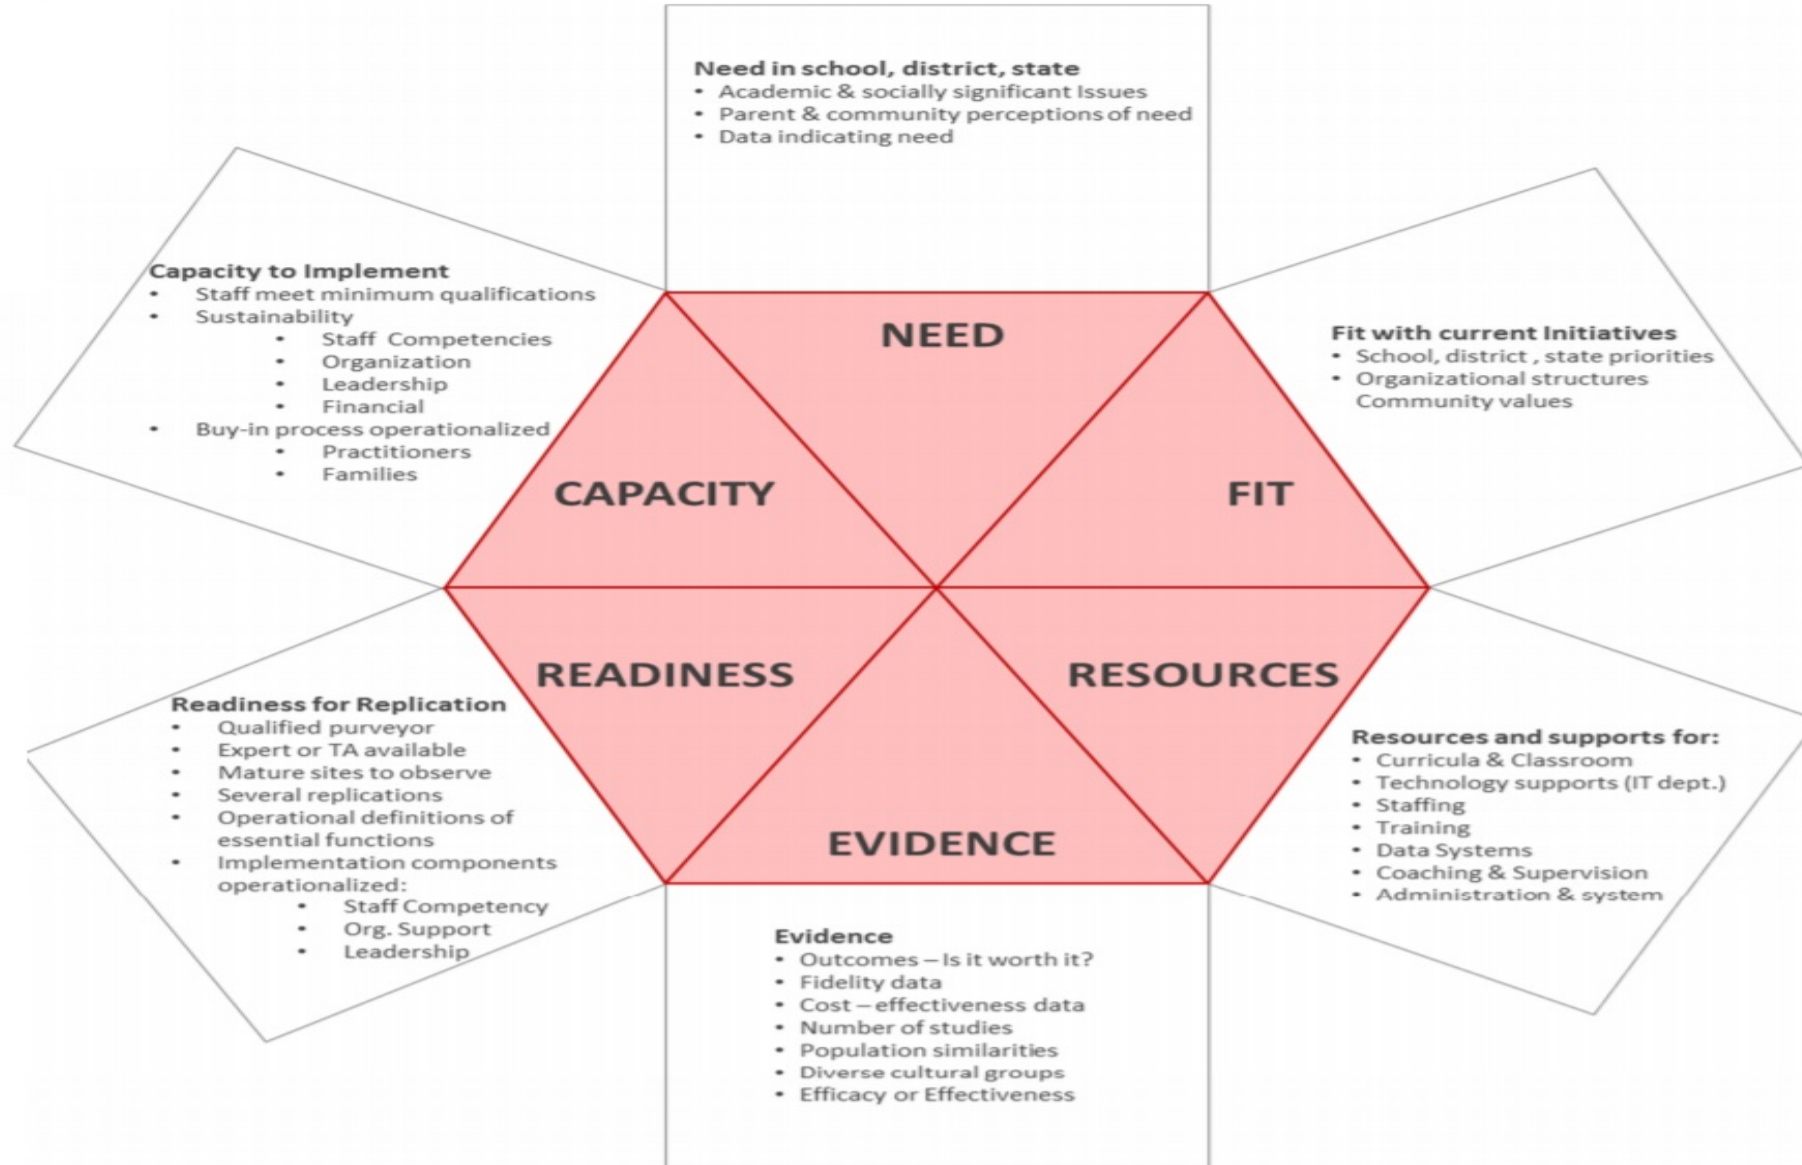 Need in school, district, state
• Academic & socially significant Issues
• Parent & community perceptions of need
• Data indicating need
Capacity to Implement
• Staff meet minimum qualifications
• Sustainability
• Staff Competencies
• Organization
• Leadership
• Financial
• Buy-in process operationalized
• Practitioners
• Families
NEED
Fit with current Initiatives
• School, district , state priorities
• Organizational structures
Community values
CAPACITY
FIT
READINESS
RESOURCES
Readiness for Replication
• Qualified purveyor
• Expert or TA available
• Mature sites to observe
• Several replications
• Operational definitions of
essential functions
• Implementation components
operationalized:
• Staff Competency
• Org. Support
• Leadership
Resources and supports for:
• Curricula & Classroom
• Technology supports (IT dept.)
• Staffing
• Training
• Data Systems
• Coaching & Supervision
• Administration & system
EVIDENCE
Evidence
• Outcomes – Is it worth it?
• Fidelity data
• Cost – effectiveness data
• Number of studies
• Population similarities
• Diverse cultural groups
• Efficacy or Effectiveness